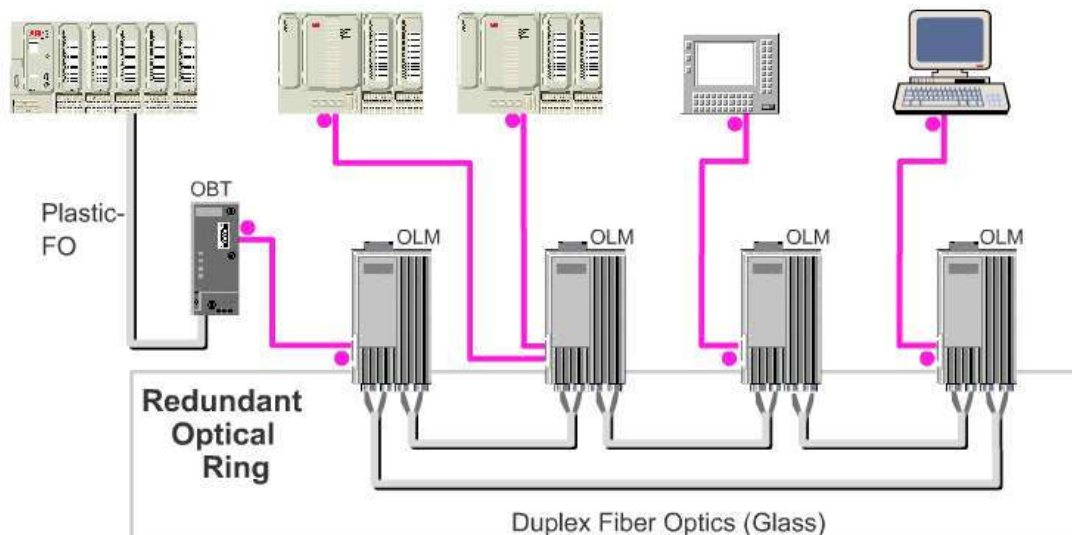 OBT
Plastic-
FO
OLM
OLM
OLM
OLM
Redundant
Optical
Ring
Duplex Fiber Optics (Glass)